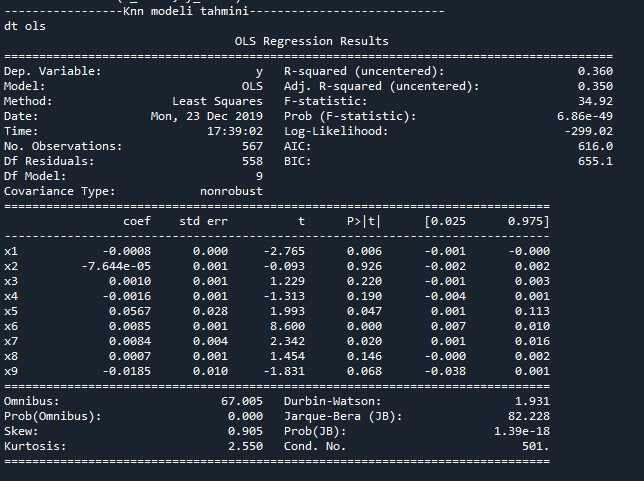 -----------------Knn modeli tahmini----------------------------
dt ols
OLS Regression Results
=======================================================================================
Dep. Variable: y R-squared (uncentered): 0.360
Model: OLS Adj. R-squared (uncentered): 0.350
Method: Least Squares F-statistic: 34.92
Date: Mon, 23 Dec 2019 Prob (F-statistic): 6.86e-49
Time: 17:39:02 Log-Likelihood: -299.02
No. Observations: 567 AIC: 616.0
Df Residuals: 558 BIC: 655.1
Df Model: 9
Covariance Type: nonrobust
==============================================================================
coef std err t P>|t| [0.025 0.975]
------------------------------------------------------------------------------
x1 -0.0008 0.000 -2.765 0.006 -0.001 -0.000
x2 -7.644e-05 0.001 -0.093 0.926 -0.002 0.002
x3 0.0010 0.001 1.229 0.220 -0.001 0.003
x4 -0.0016 0.001 -1.313 0.190 -0.004 0.001
x5 0.0567 0.028 1.993 0.047 0.001 0.113
x6 0.0085 0.001 8.600 0.000 0.007 0.010
x7 0.0084 0.004 2.342 0.020 0.001 0.016
x8 0.0007 0.001 1.454 0.146 -0.000 0.002
x9 -0.0185 0.010 -1.831 0.068 -0.038 0.001
==============================================================================
Omnibus: 67.005 Durbin-Watson: 1.931
Prob(Omnibus): 0.000 Jarque-Bera (JB): 82.228
Skew: 0.905 Prob(JB): 1.39e-18
Kurtosis: 2.550 Cond. No. 501.
==============================================================================